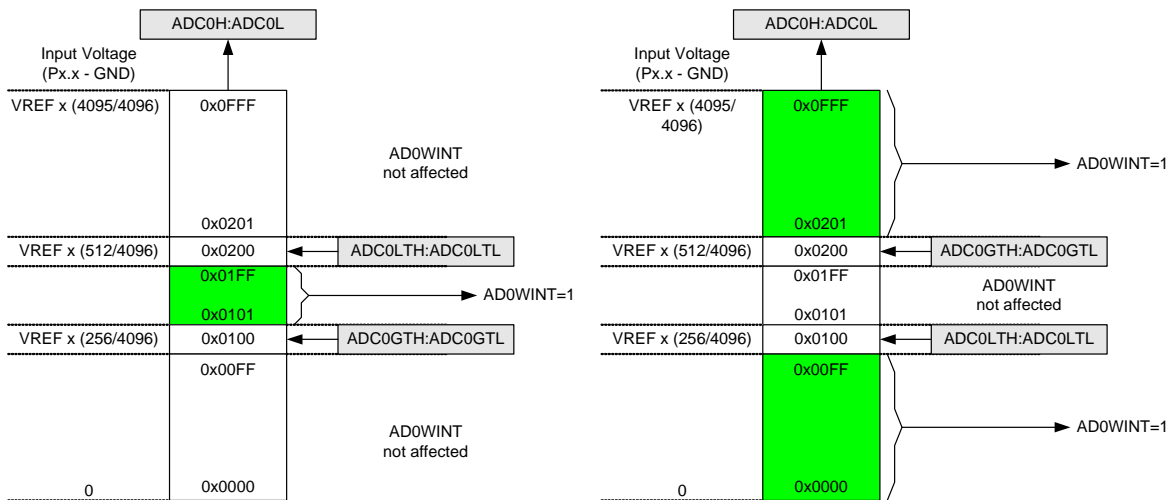 ADC0H:ADC0L
Input Voltage
(Px.x - GND)
VREF x (4095/4096)
0x0FFF
AD0WINT
not affected
0x0201
VREF x (512/4096)
0x0200
ADC0LTH:ADC0LTL
0x01FF
AD0WINT=1
0x0101
VREF x (256/4096)
0x0100
ADC0GTH:ADC0GTL
0x00FF
AD0WINT
not affected
0
0x0000
ADC0H:ADC0L
Input Voltage
(Px.x - GND)
VREF x (4095/
4096)
0x0FFF
AD0WINT=1
0x0201
VREF x (512/4096)
0x0200
ADC0GTH:ADC0GTL
0x01FF
AD0WINT
not affected
0x0101
VREF x (256/4096)
0x0100
ADC0LTH:ADC0LTL
0x00FF
AD0WINT=1
0
0x0000